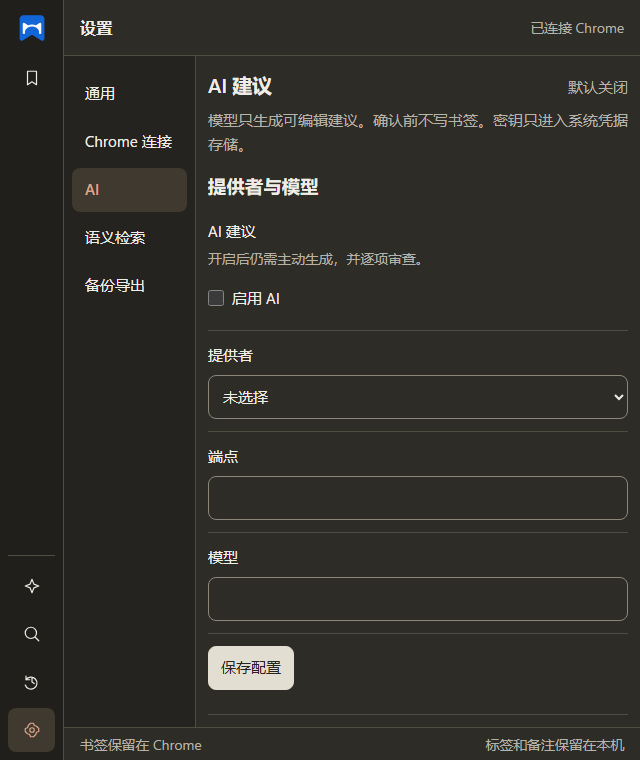 设置
已连接 Chrome
通用
Chrome 连接
AI
语义检索
备份导出
AI 建议
默认关闭
模型只生成可编辑建议。确认前不写书签。密钥只进入系统凭据
存储。
提供者与模型
AI 建议
开启后仍需主动生成，并逐项审查。
启用 AI
提供者
未选择
端点
模型
保存配置
书签保留在 Chrome
标签和备注保留在本机